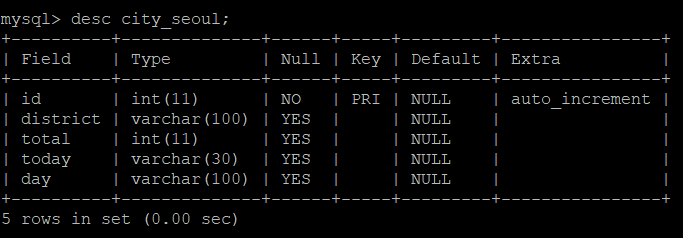 mysql> desc city_seoul;
+----------+--------------+------+-----+---------+----------------+
| Field    | Type         | Null | Key | Default | Extra          |
+----------+--------------+------+-----+---------+----------------+
| id       | int(11)      | NO   | PRI | NULL    | auto_increment |
| district | varchar(100) | YES  |     | NULL    |                |
| total    | int(11)      | YES  |     | NULL    |                |
| today    | varchar(30)  | YES  |     | NULL    |                |
| day      | varchar(100) | YES  |     | NULL    |                |
+----------+--------------+------+-----+---------+----------------+
5 rows in set (0.00 sec)